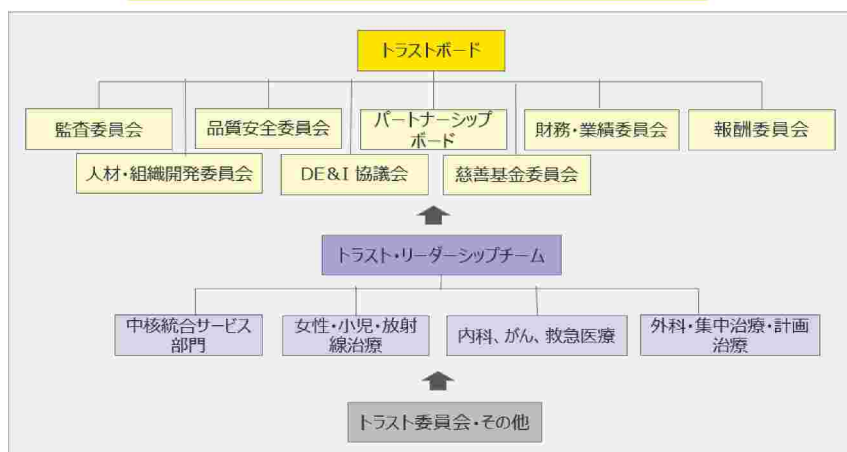 トラストボード
監査委員会
品質安全委員会
パートナーシップ
ボード
財務・業績委員会
報酬委員会
人材・組織開発委員会
DE&I 協議会
慈善基金委員会
トラスト・リーダーシップチーム
中核統合サービス
部門
女性・小児・放射
線治療
内科、がん、救急医療
外科・集中治療・計画
治療
トラスト委員会・その他